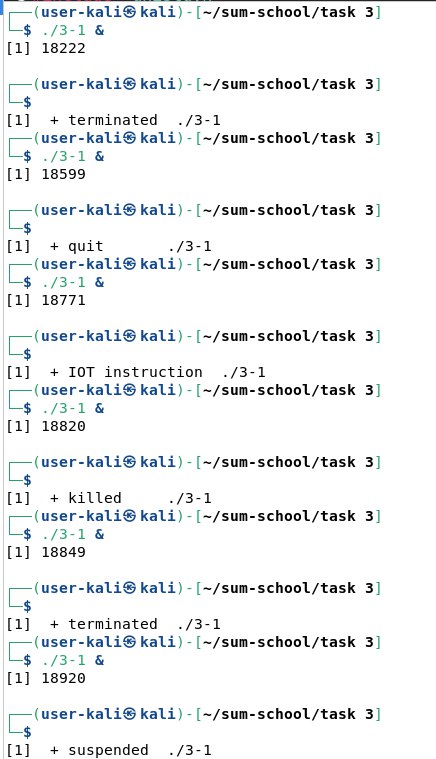 ┌──(user-kali㉿kali)-[~/sum-school/task 3]
└─$ ./3-1 &
[1] 18222

┌──(user-kali㉿kali)-[~/sum-school/task 3]
└─$
[1]  + terminated  ./3-1
┌──(user-kali㉿kali)-[~/sum-school/task 3]
└─$ ./3-1 &
[1] 18599

┌──(user-kali㉿kali)-[~/sum-school/task 3]
└─$
[1]  + quit       ./3-1
┌──(user-kali㉿kali)-[~/sum-school/task 3]
└─$ ./3-1 &
[1] 18771

┌──(user-kali㉿kali)-[~/sum-school/task 3]
└─$
[1]  + IOT instruction  ./3-1
┌──(user-kali㉿kali)-[~/sum-school/task 3]
└─$ ./3-1 &
[1] 18820

┌──(user-kali㉿kali)-[~/sum-school/task 3]
└─$
[1]  + killed     ./3-1
┌──(user-kali㉿kali)-[~/sum-school/task 3]
└─$ ./3-1 &
[1] 18849

┌──(user-kali㉿kali)-[~/sum-school/task 3]
└─$
[1]  + terminated  ./3-1
┌──(user-kali㉿kali)-[~/sum-school/task 3]
└─$ ./3-1 &
[1] 18920

┌──(user-kali㉿kali)-[~/sum-school/task 3]
└─$
[1]  + suspended  ./3-1